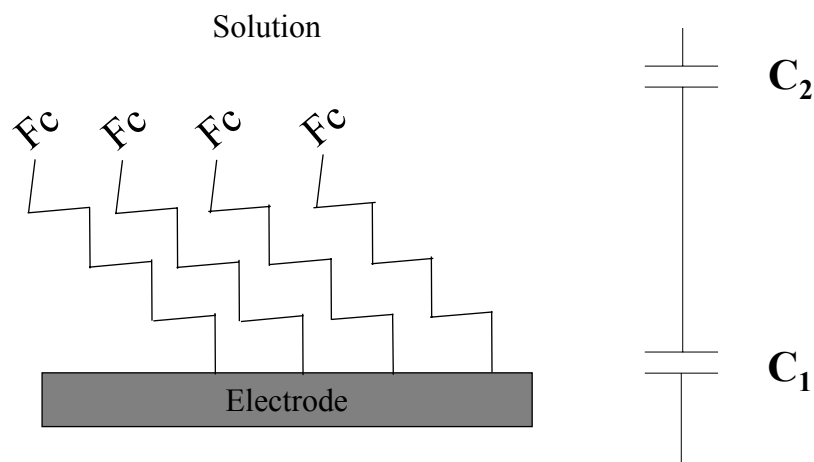 Solution
C₂
Fc Fc Fc Fc
C₁
Electrode